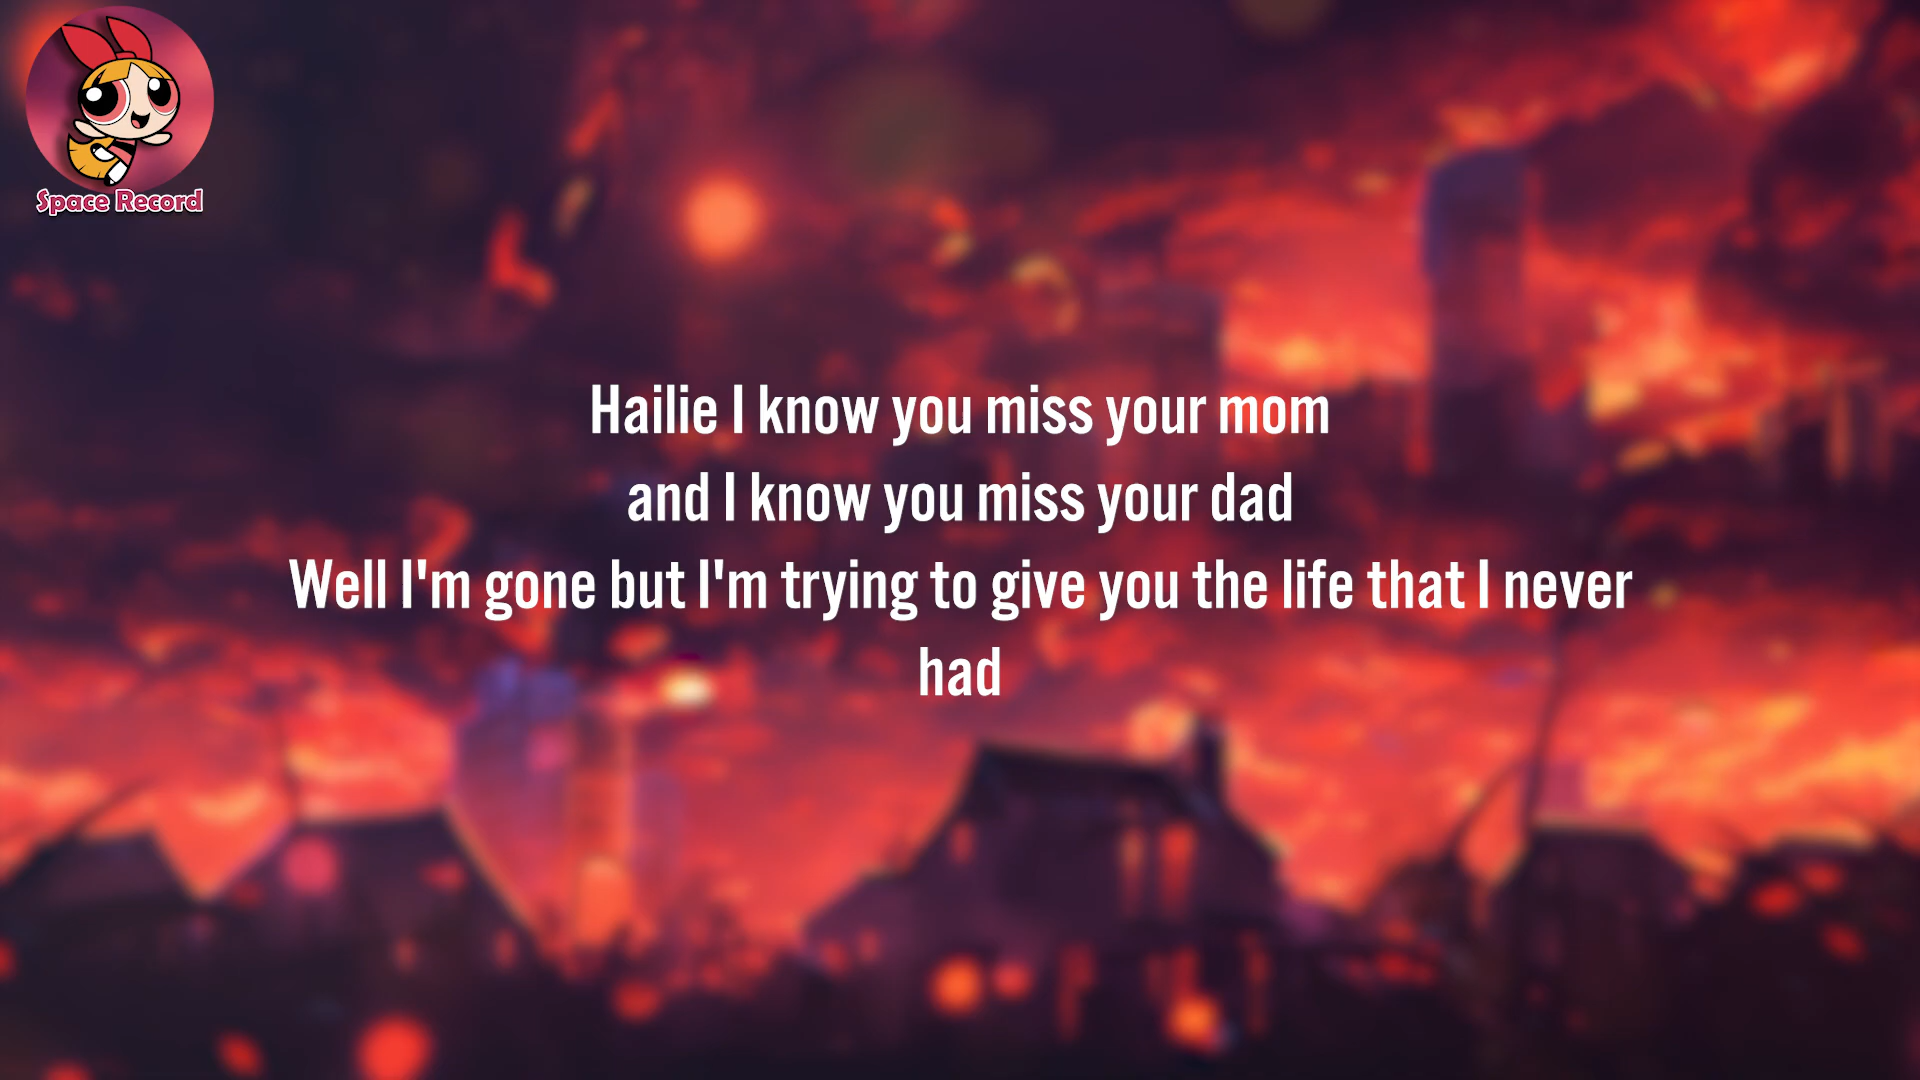 Space Record
Hailie I know you miss your mom
and I know you miss your dad
Well I'm gone but I'm trying to give you the life that I never
had